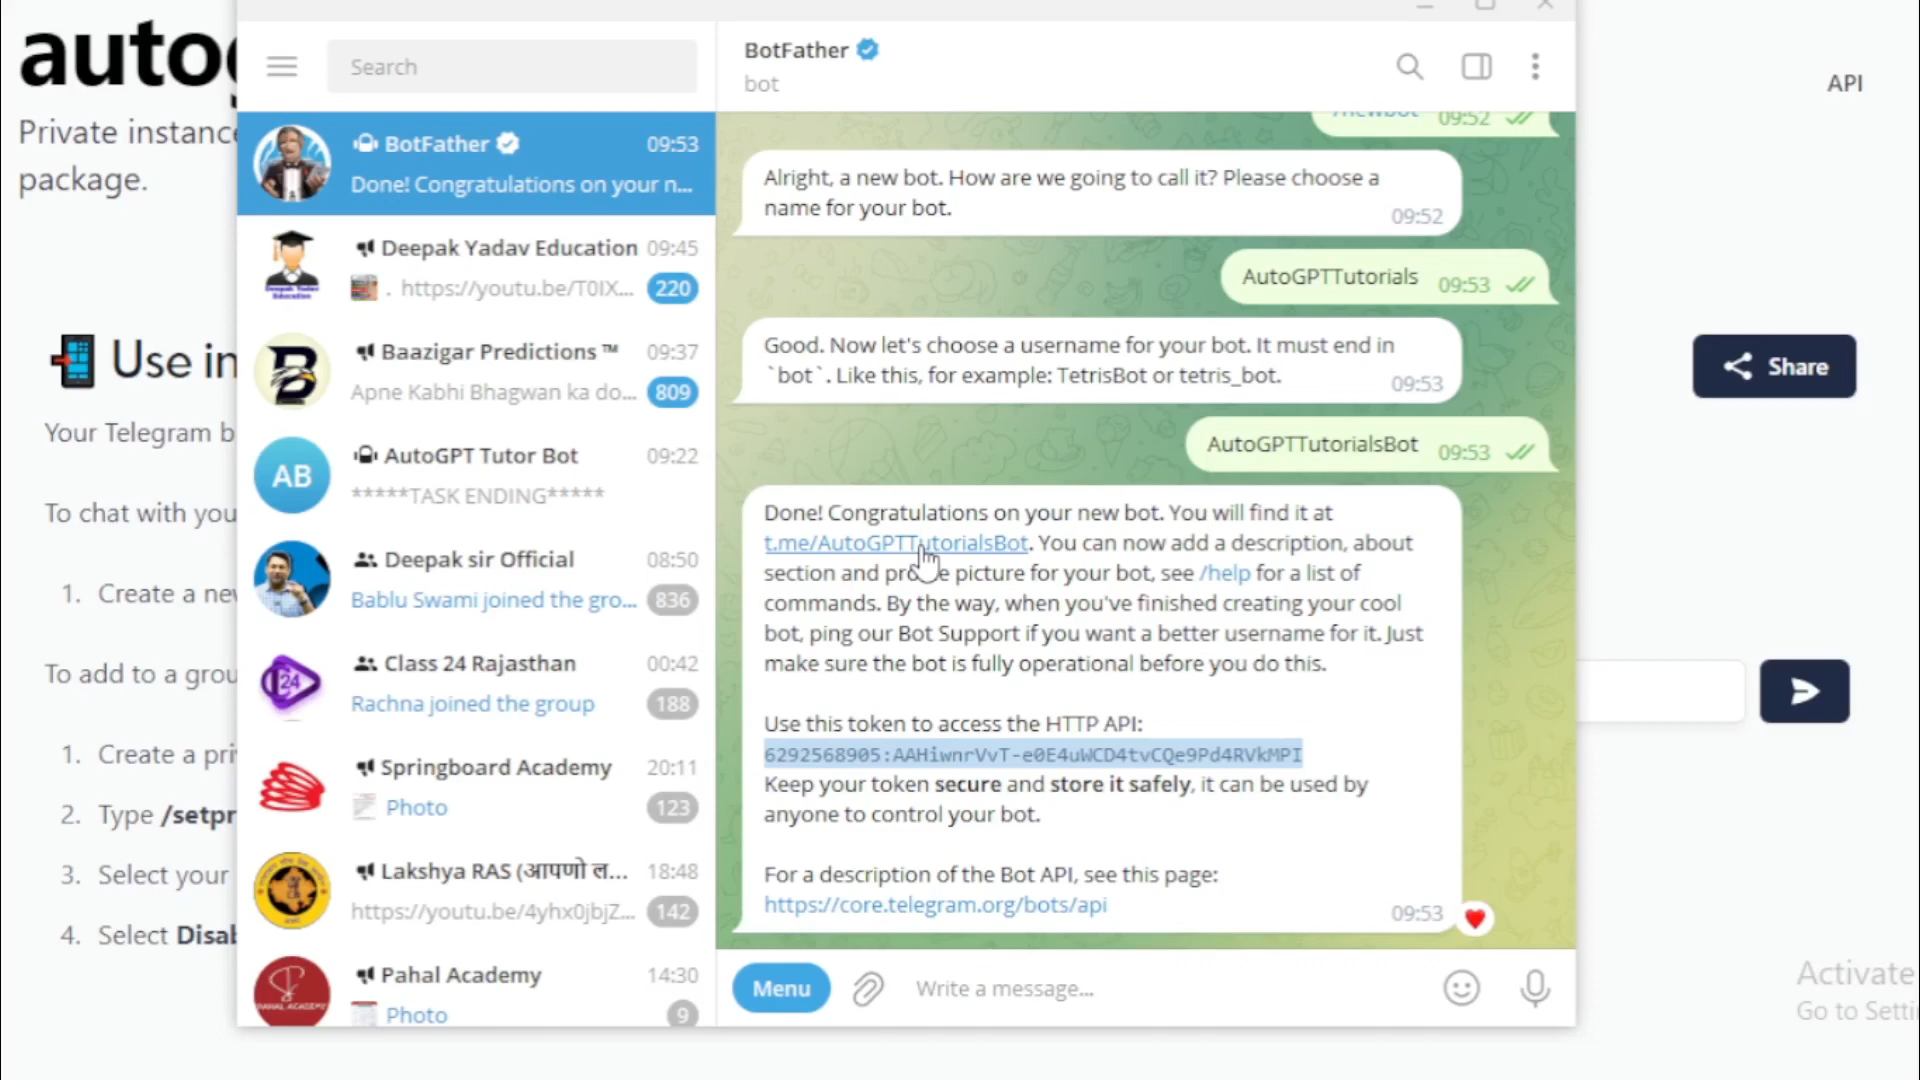 autog
Private instance
package.
API
Use in
Your Telegram b
To chat with you
1. Create a new
To add to a grou
1. Create a pri
2. Type /setpr
3. Select your
4. Select Disab
Share
Search
BotFather 09:53
Done! Congratulations on your n...
Deepak Yadav Education 09:45
. https://youtu.be/T0IX... 220
Baazigar Predictions ™ 09:37
Apne Kabhi Bhagwan ka do... 809
AB
AutoGPT Tutor Bot 09:22
*****TASK ENDING*****
Deepak sir Official 08:50
Bablu Swami joined the gro... 836
24
Class 24 Rajasthan 00:42
Rachna joined the group 188
Springboard Academy 20:11
Photo 123
Lakshya RAS (आपणो ल... 18:48
https://youtu.be/4yhx0jbjZ... 142
PAHAL ACADEMY
Pahal Academy 14:30
Photo 9
BotFather
bot
/newbot 09:52
Alright, a new bot. How are we going to call it? Please choose a
name for your bot.
09:52
AutoGPTTutorials 09:53
Good. Now let's choose a username for your bot. It must end in
`bot`. Like this, for example: TetrisBot or tetris_bot.
09:53
AutoGPTTutorialsBot 09:53
Done! Congratulations on your new bot. You will find it at
t.me/AutoGPTTutorialsBot. You can now add a description, about
section and profile picture for your bot, see /help for a list of
commands. By the way, when you've finished creating your cool
bot, ping our Bot Support if you want a better username for it. Just
make sure the bot is fully operational before you do this.
Use this token to access the HTTP API:
6292568905:AAHiwnrVvT-e0E4uWCD4tvCQe9Pd4RVkMPI
Keep your token secure and store it safely, it can be used by
anyone to control your bot.
For a description of the Bot API, see this page:
https://core.telegram.org/bots/api
09:53
Menu
Write a message...
Activate
Go to Setti